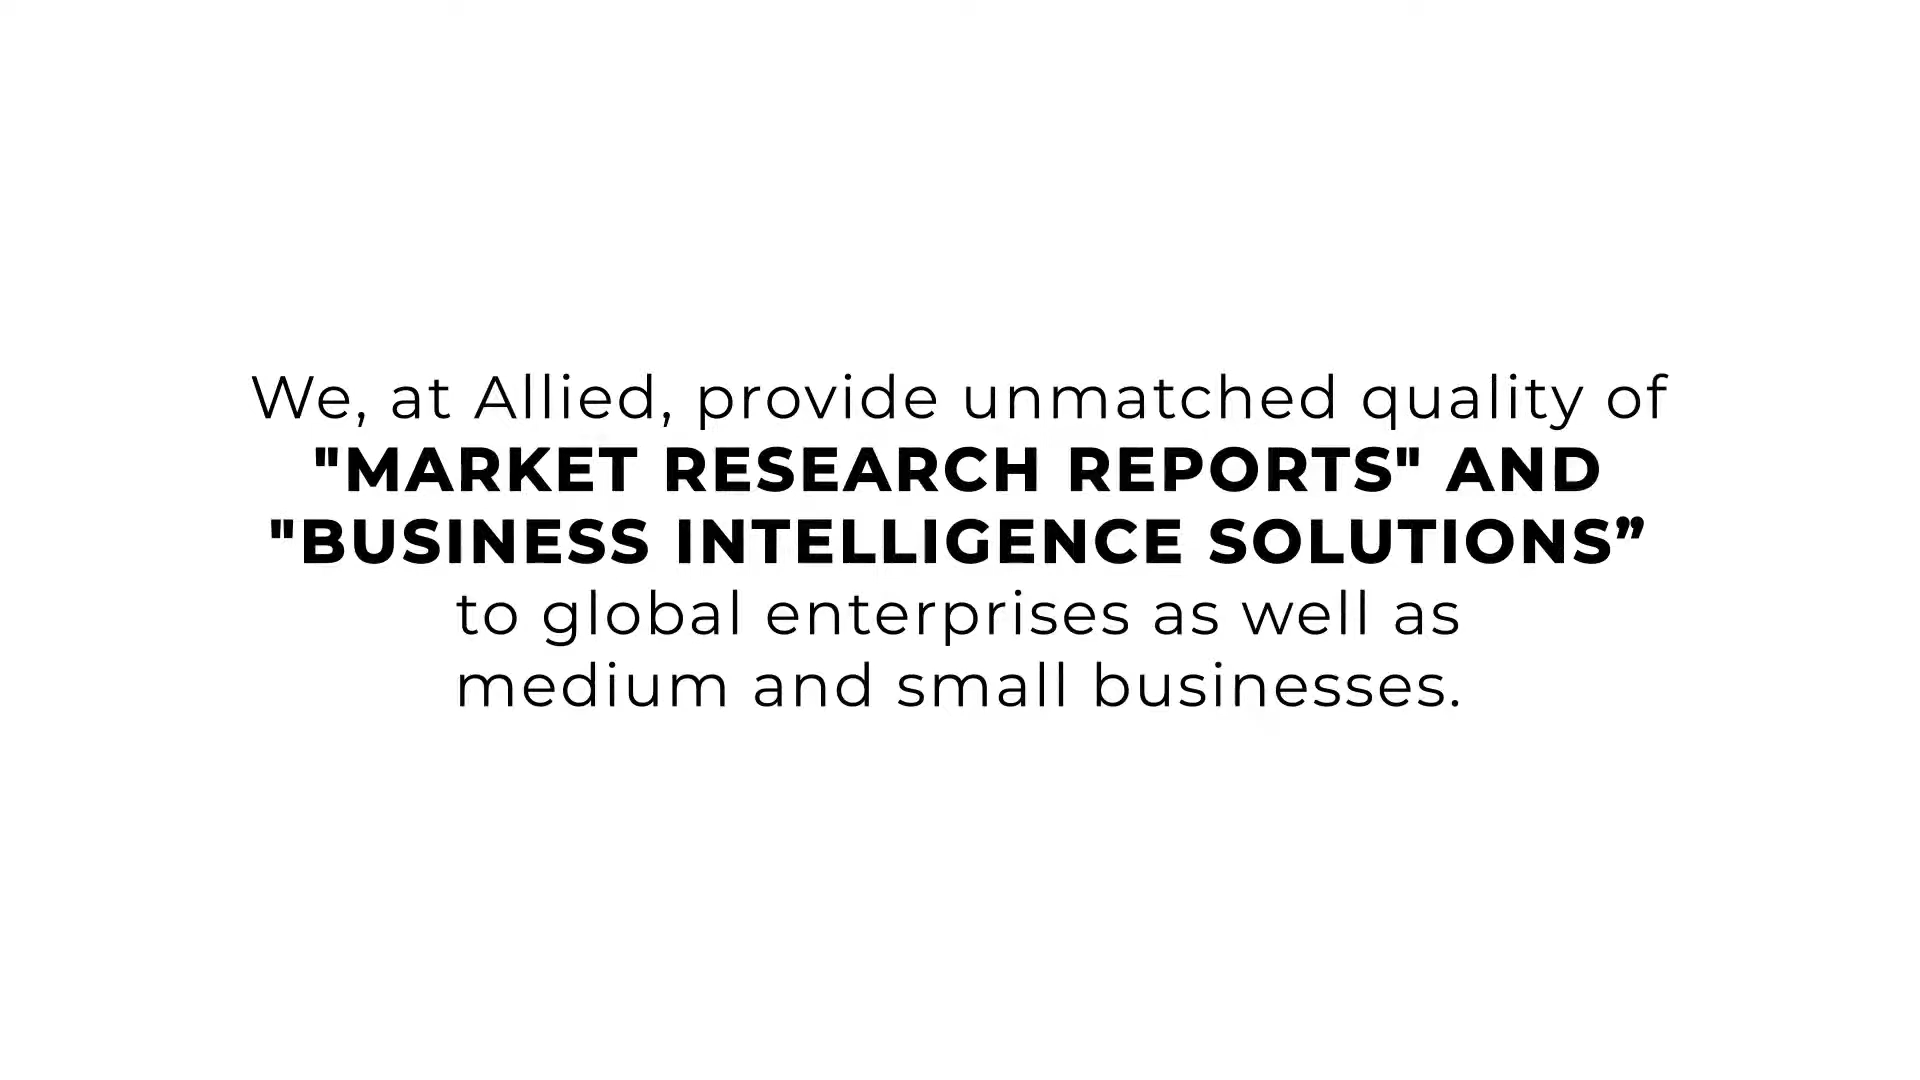 We, at Allied, provide unmatched quality of
"MARKET RESEARCH REPORTS" AND
"BUSINESS INTELLIGENCE SOLUTIONS”
to global enterprises as well as
medium and small businesses.